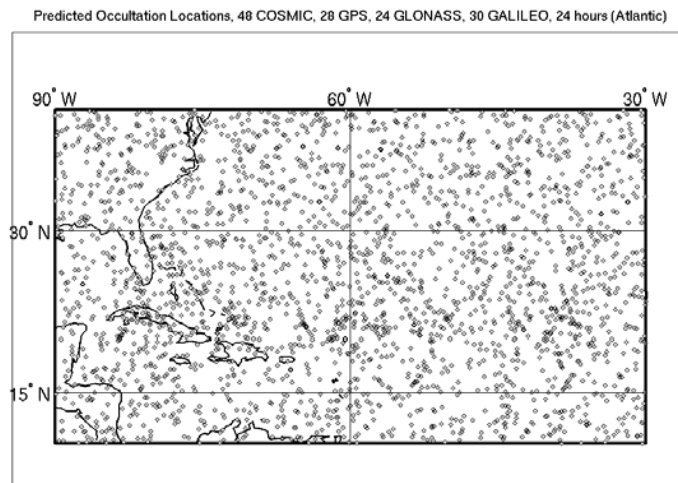 Predicted Occultation Locations, 48 COSMIC, 28 GPS, 24 GLONASS, 30 GALILEO, 24 hours (Atlantic)
90° W 60° W 30° W
30° N
15° N